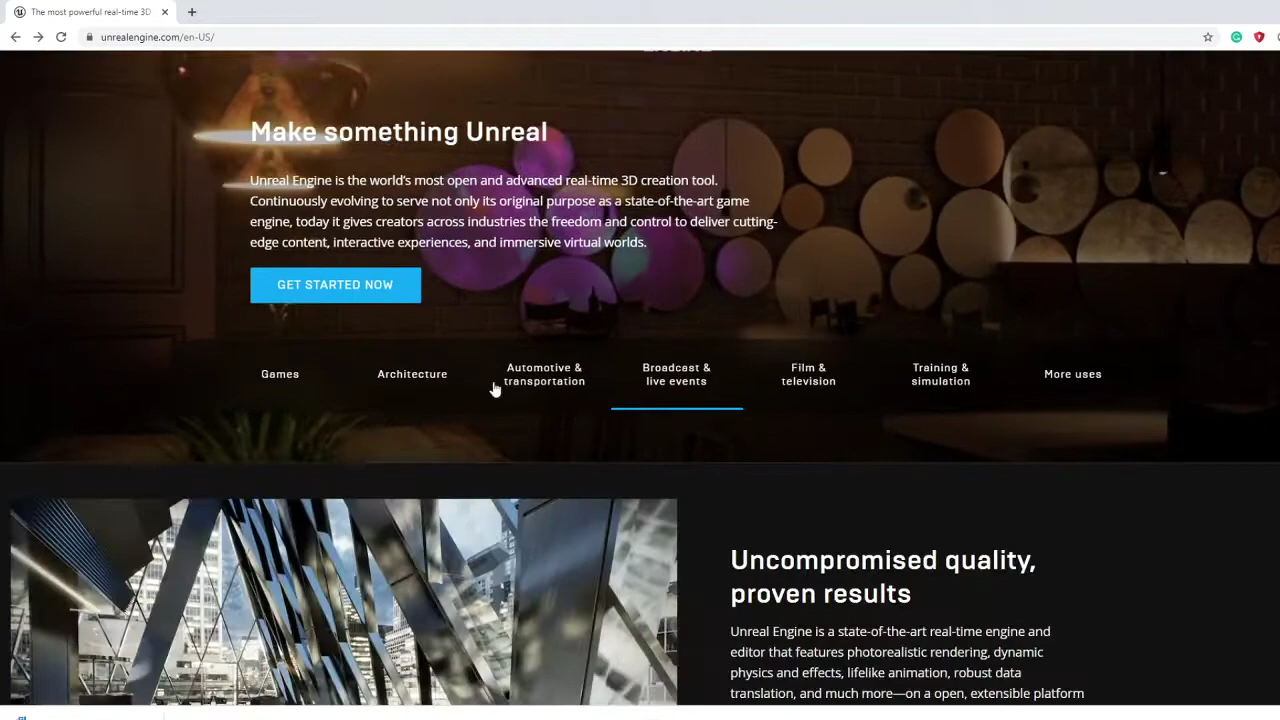 The most powerful real-time 3D
unrealengine.com/en-US/
Make something Unreal
Unreal Engine is the world's most open and advanced real-time 3D creation tool.
Continuously evolving to serve not only its original purpose as a state-of-the-art game
engine, today it gives creators across industries the freedom and control to deliver cutting-
edge content, interactive experiences, and immersive virtual worlds.
GET STARTED NOW
Games
Architecture
Automotive &
transportation
Broadcast &
live events
Film &
television
Training &
simulation
More uses
Uncompromised quality,
proven results
Unreal Engine is a state-of-the-art real-time engine and
editor that features photorealistic rendering, dynamic
physics and effects, lifelike animation, robust data
translation, and much more—on a open, extensible platform